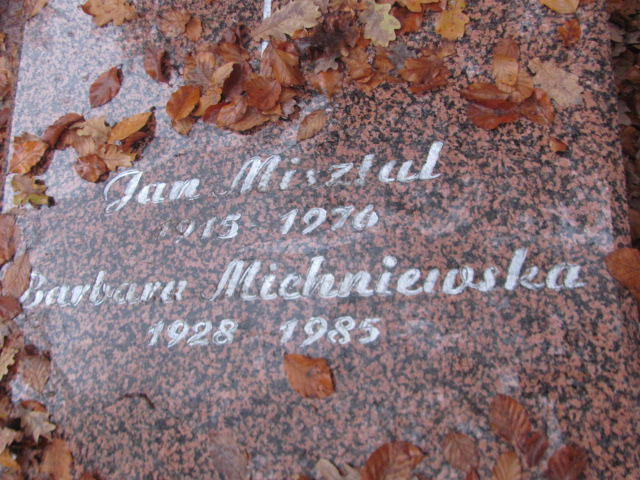 Jan Misztal
1915 - 1976
Barbara Michniewska
1928 - 1985